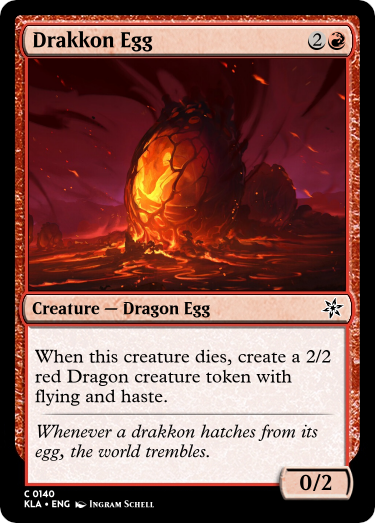 Drakkon Egg 2
Creature — Dragon Egg
When this creature dies, create a 2/2
red Dragon creature token with
flying and haste.
Whenever a drakkon hatches from its
egg, the world trembles.
0/2
C 0140
KLA • ENG Ingram Schell